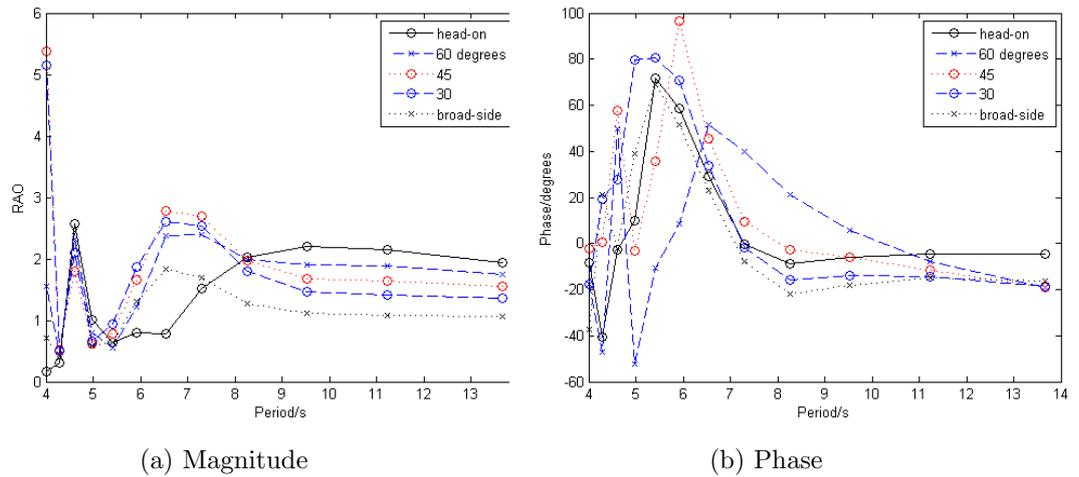 6
5
4
3
2
1
0
RAO
4 5 6 7 8 9 10 11 12 13
Period/s
head-on
60 degrees
45
30
broad-side
(a) Magnitude
100
80
60
40
20
0
-20
-40
-60
Phase/degrees
4 5 6 7 8 9 10 11 12 13 14
Period/s
head-on
60 degrees
45
30
broad-side
(b) Phase